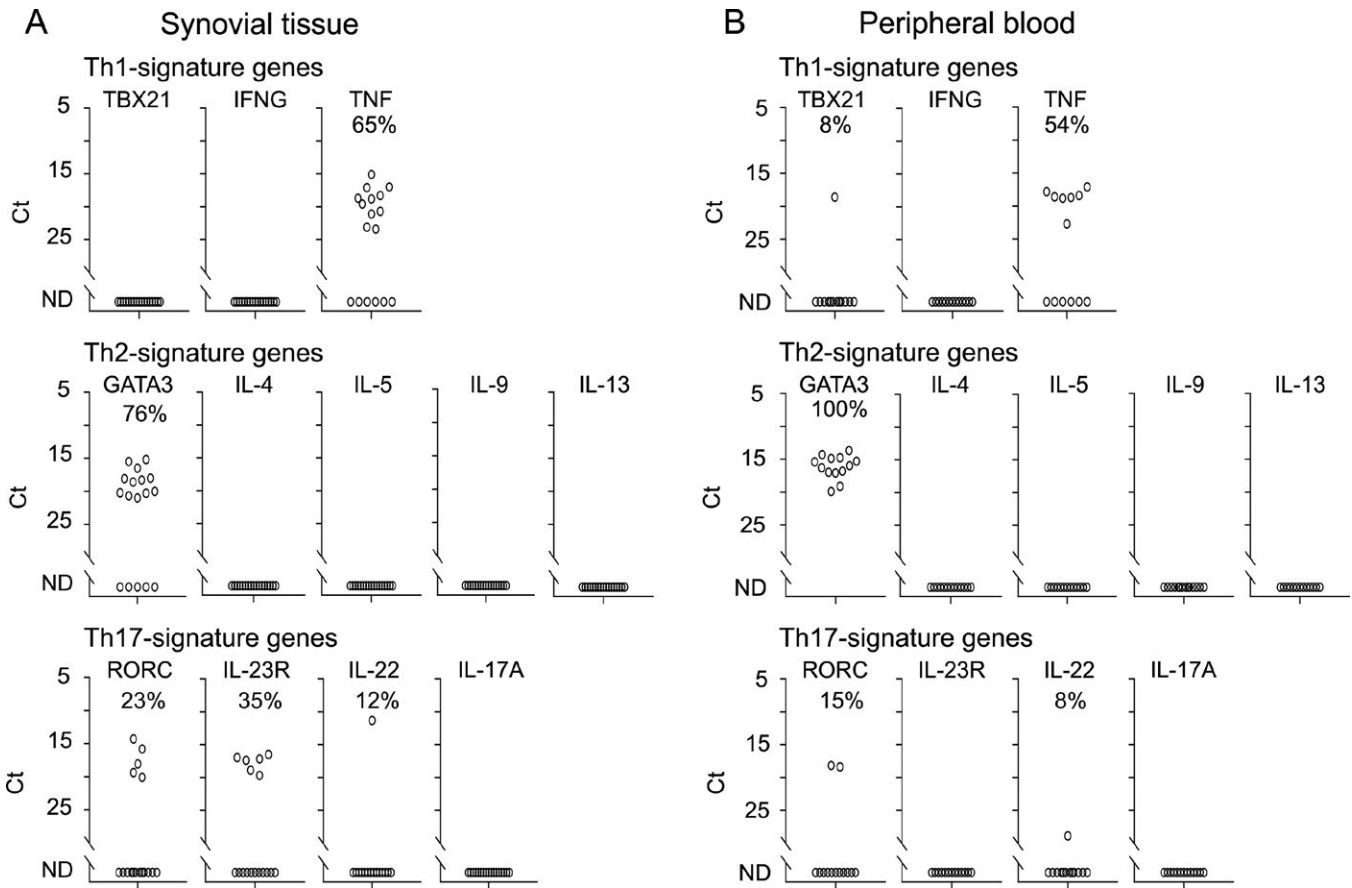 A Synovial tissue
Th1-signature genes
TBX21 IFNG TNF
65%
5
15
25
ND
Ct
Th2-signature genes
GATA3 IL-4 IL-5 IL-9 IL-13
76%
5
15
25
ND
Ct
Th17-signature genes
RORC IL-23R IL-22 IL-17A
23% 35% 12%
5
15
25
ND
Ct
B Peripheral blood
Th1-signature genes
TBX21 IFNG TNF
8% 54%
5
15
25
ND
Ct
Th2-signature genes
GATA3 IL-4 IL-5 IL-9 IL-13
100%
5
15
25
ND
Ct
Th17-signature genes
RORC IL-23R IL-22 IL-17A
15% 8%
5
15
25
ND
Ct